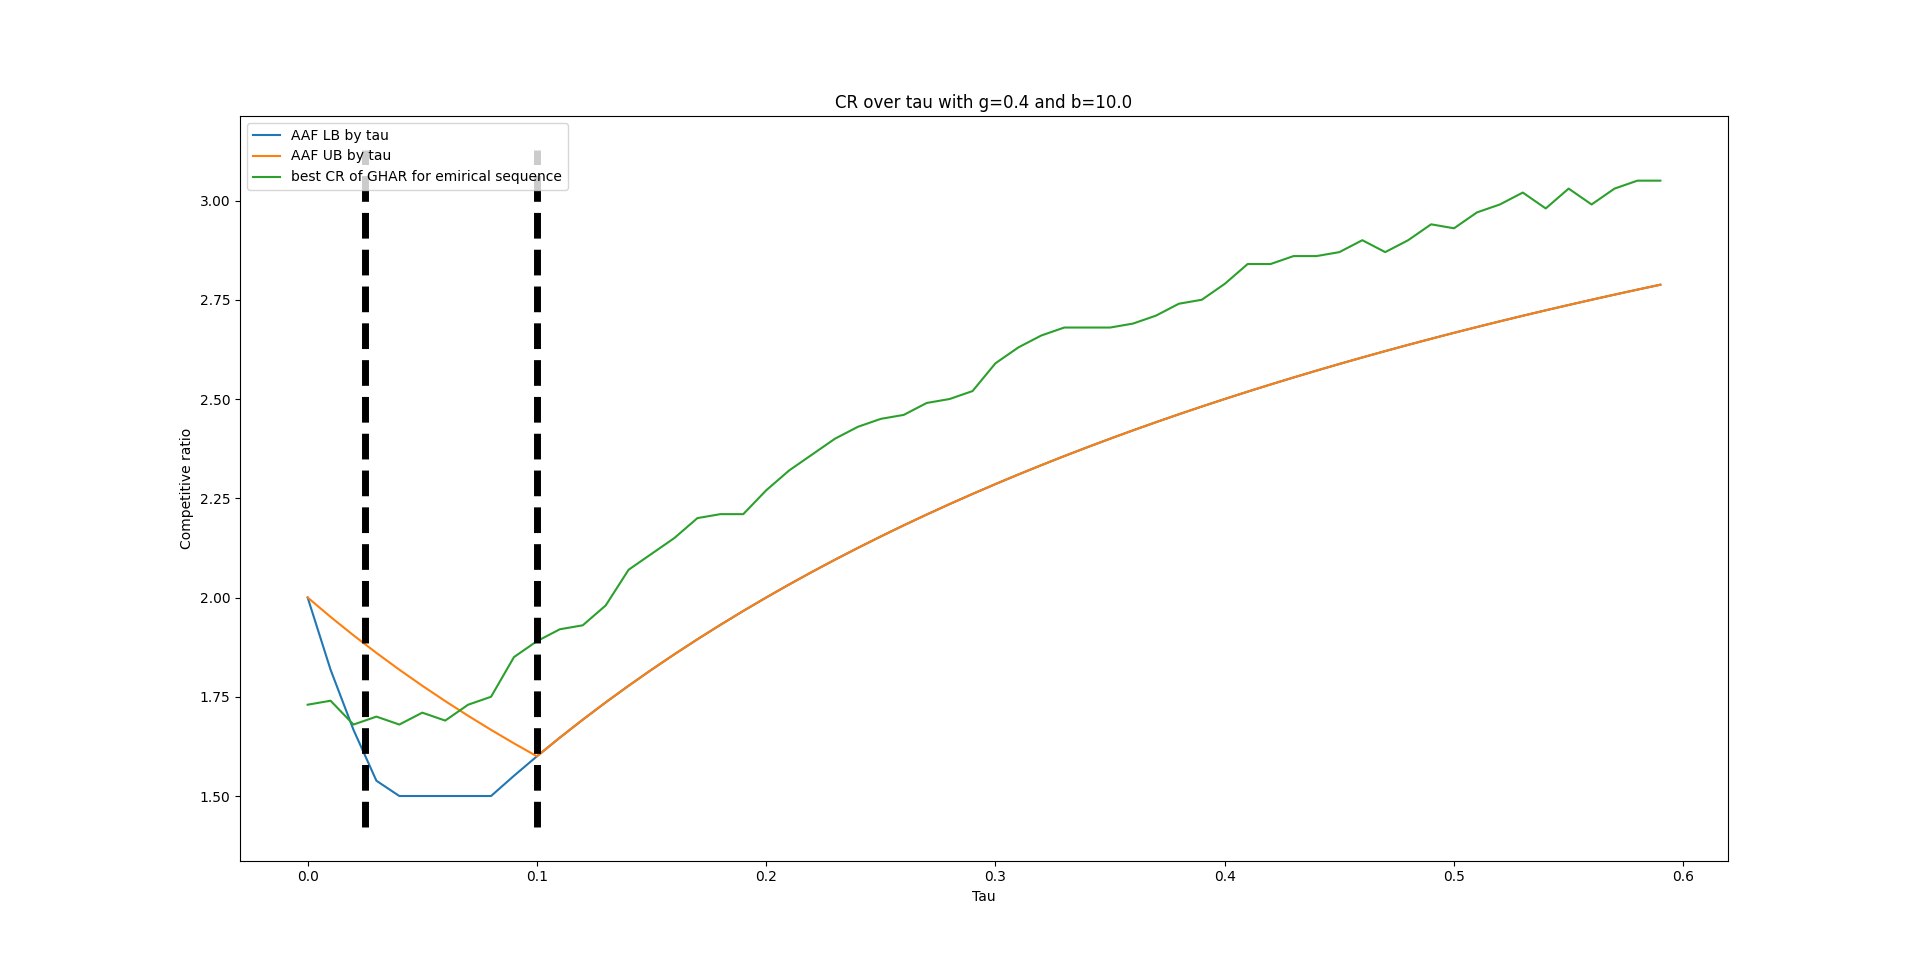 CR over tau with g=0.4 and b=10.0
AAF LB by tau
AAF UB by tau
best CR of GHAR for emirical sequence
Competitive ratio
3.00
2.75
2.50
2.25
2.00
1.75
1.50
0.0 0.1 0.2 0.3 0.4 0.5 0.6
Tau